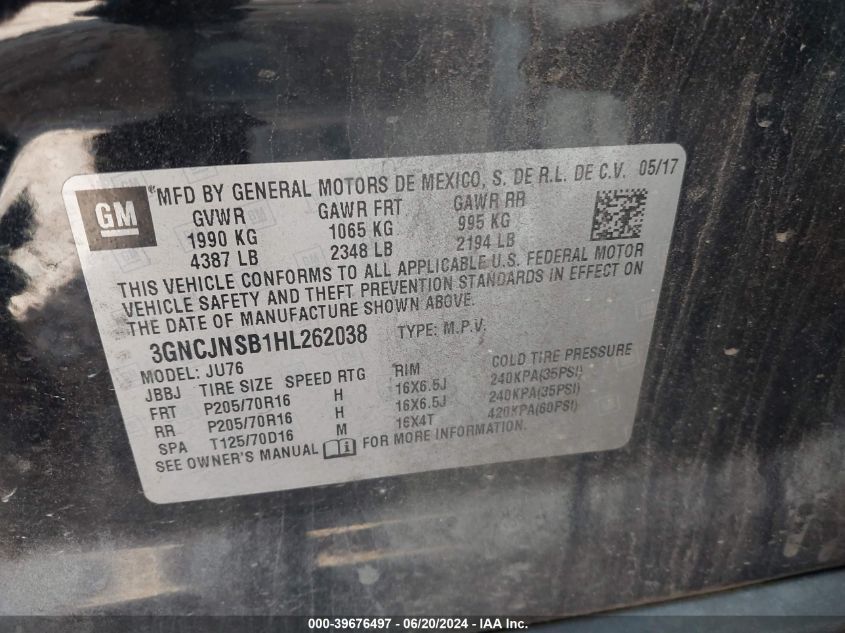 GM
®MFD BY GENERAL MOTORS DE MEXICO, S. DE R.L. DE C.V. 05/17
GVWR GAWR FRT GAWR RR
1990 KG 1065 KG 995 KG
4387 LB 2348 LB 2194 LB
THIS VEHICLE CONFORMS TO ALL APPLICABLE U.S. FEDERAL MOTOR
VEHICLE SAFETY AND THEFT PREVENTION STANDARDS IN EFFECT ON
THE DATE OF MANUFACTURE SHOWN ABOVE.
3GNCJNSB1HL262038 TYPE: M.P.V.
MODEL: JU76
JBBJ TIRE SIZE SPEED RTG RIM COLD TIRE PRESSURE
FRT P205/70R16 H 16X6.5J 240KPA(35PSI)
RR P205/70R16 H 16X6.5J 240KPA(35PSI)
SPA T125/70D16 M 16X4T 420KPA(60PSI)
SEE OWNER'S MANUAL FOR MORE INFORMATION.
000-39676497 - 06/20/2024 - IAA Inc.